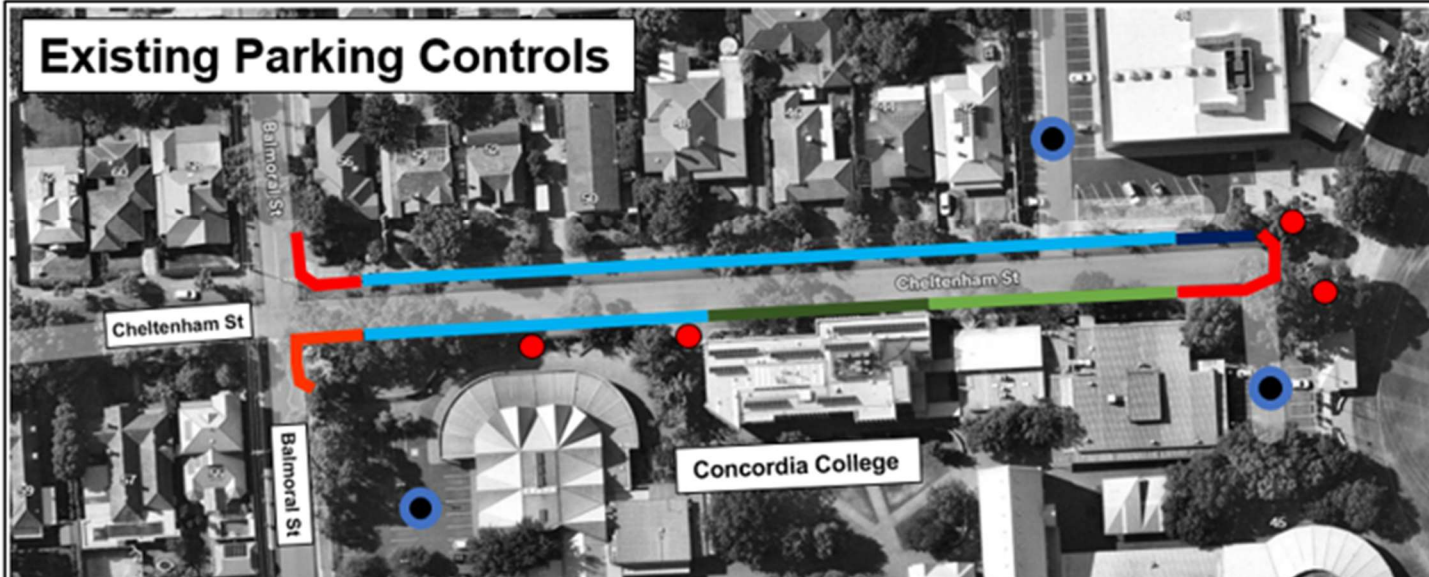 Existing Parking Controls
Balmoral St
Cheltenham St
Cheltenham St
Balmoral St
Concordia College